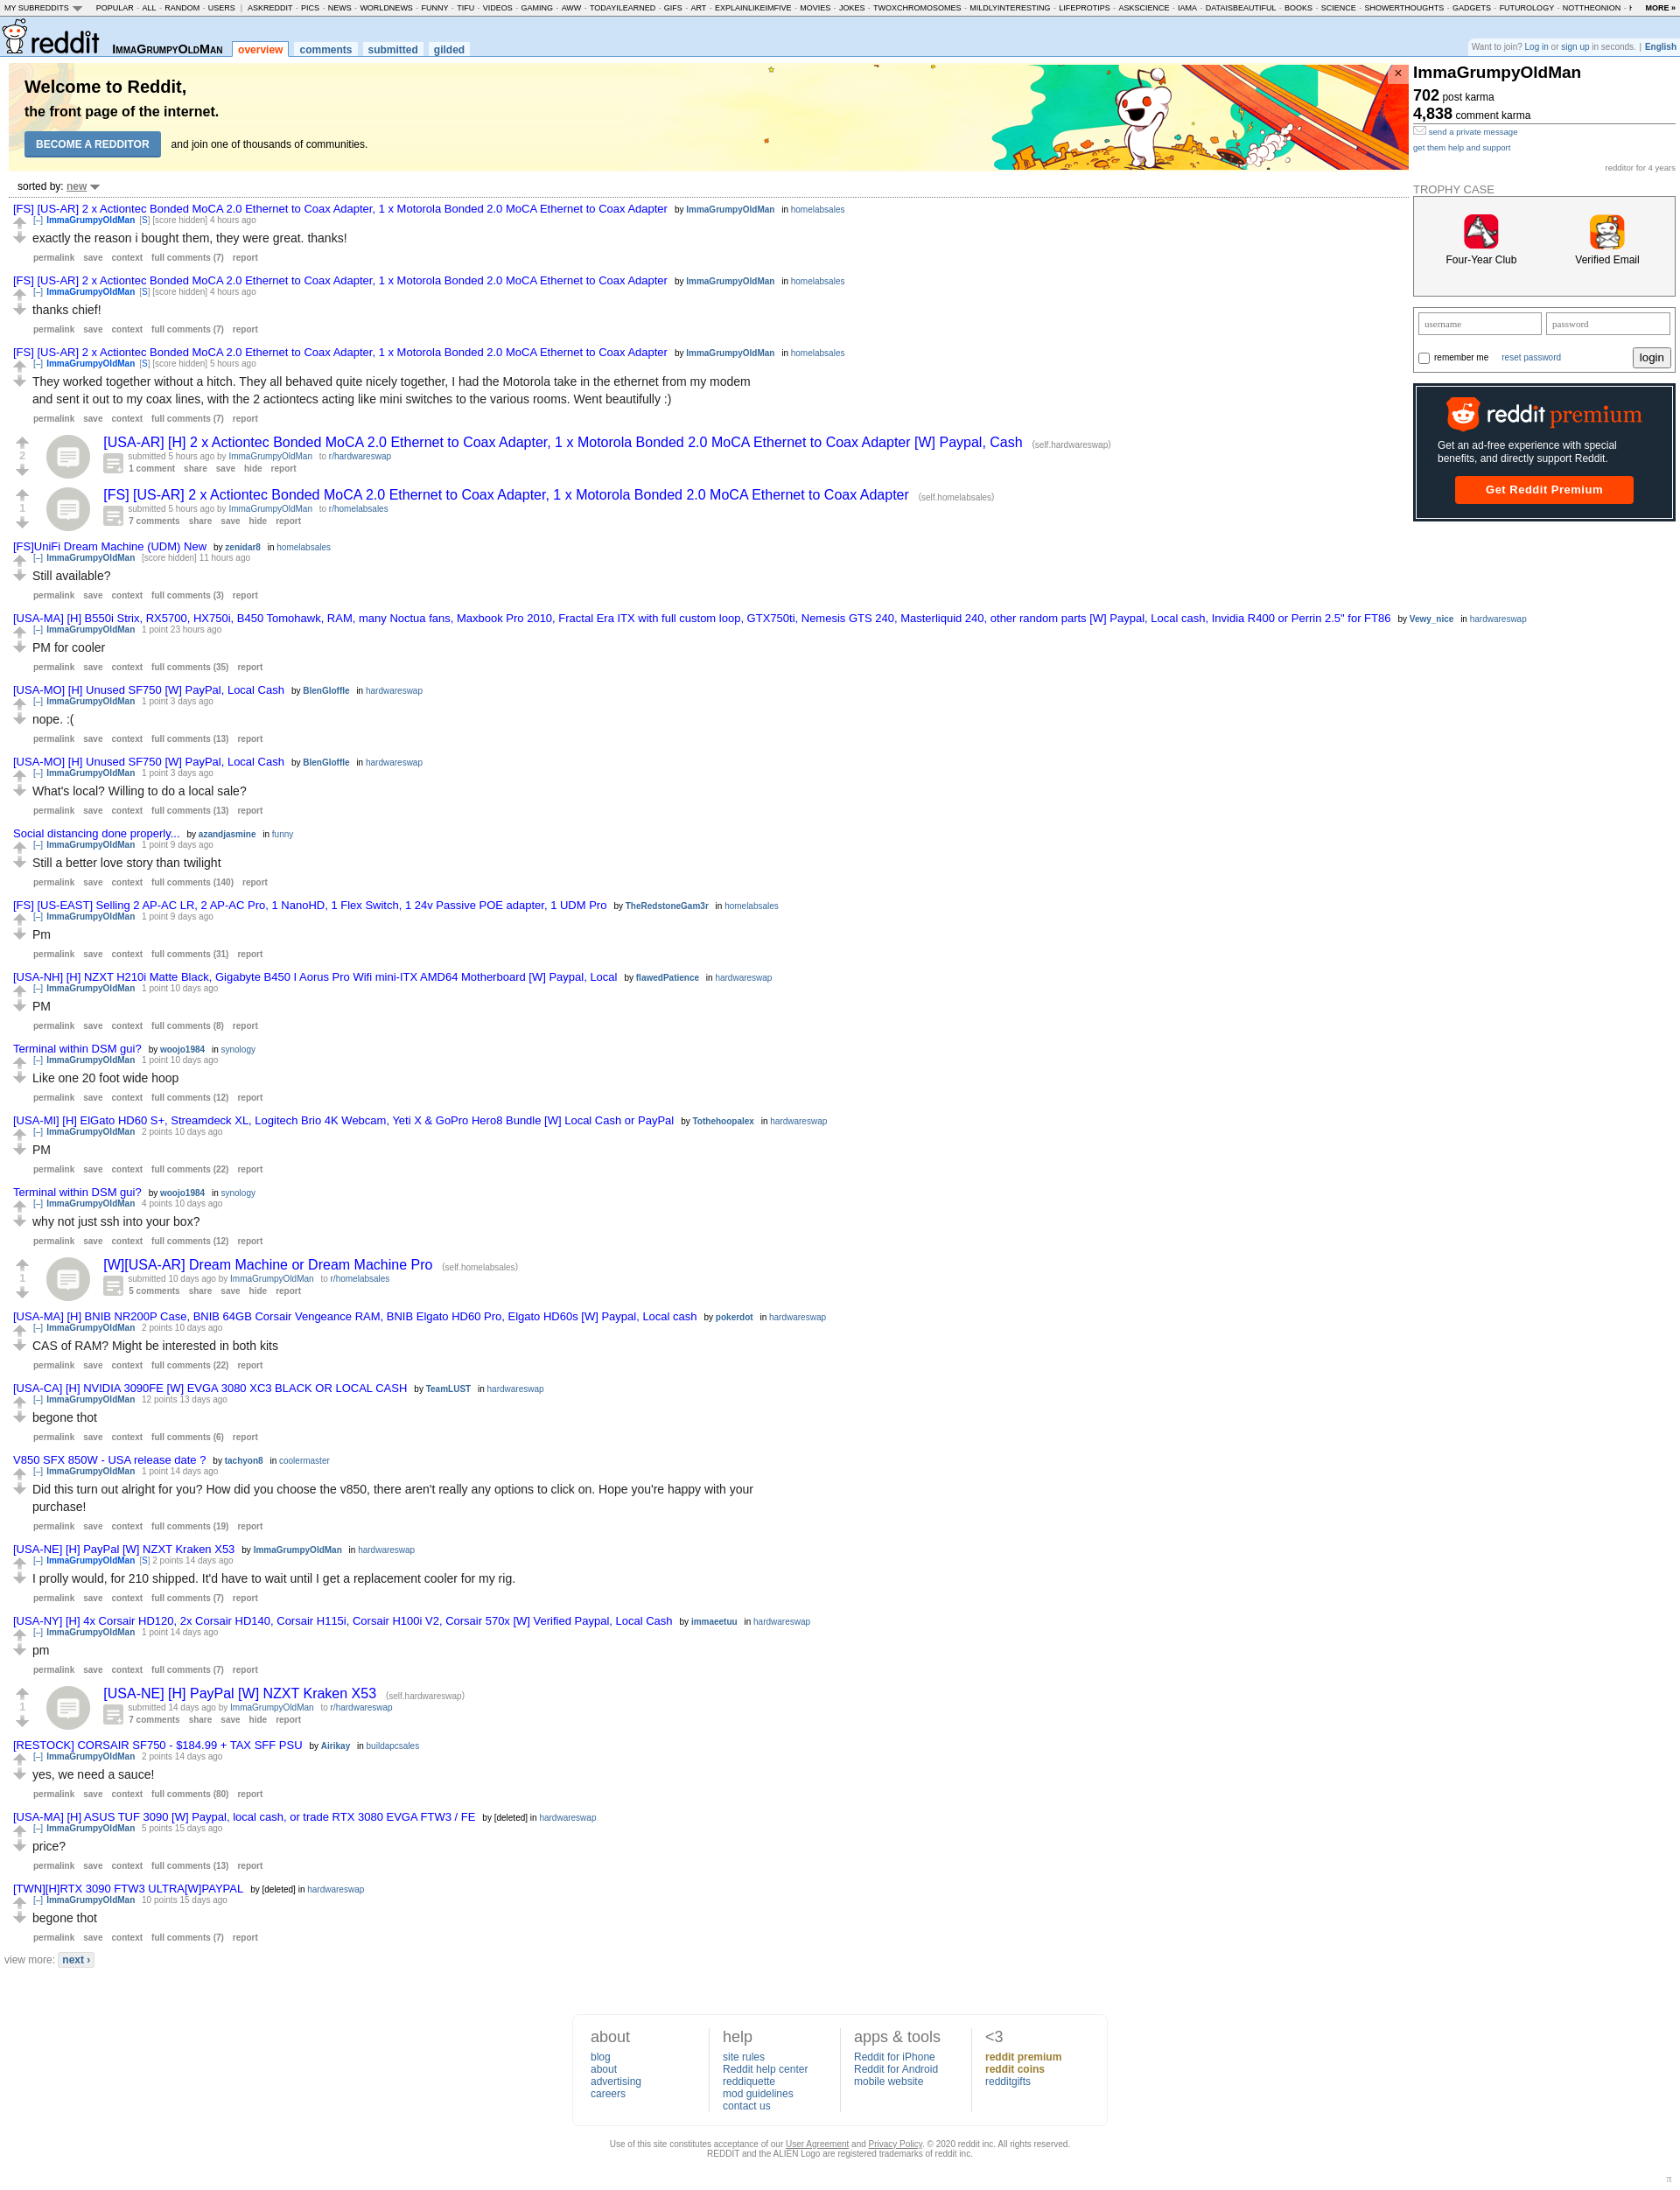 MY SUBREDDITS POPULAR - ALL - RANDOM - USERS | ASKREDDIT - PICS - NEWS - WORLDNEWS - FUNNY - TIFU - VIDEOS - GAMING - AWW - TODAYILEARNED - GIFS - ART - EXPLAINLIKEIMFIVE - MOVIES - JOKES - TWOXCHROMOSOMES - MILDLYINTERESTING - LIFEPROTIPS - ASKSCIENCE - IAMA - DATAISBEAUTIFUL - BOOKS - SCIENCE - SHOWERTHOUGHTS - GADGETS - FUTUROLOGY - NOTTHEONION - MORE »
reddit ImmaGrumpyOldMan overview comments submitted gilded
Want to join? Log in or sign up in seconds. | English
Welcome to Reddit,
the front page of the internet.
BECOME A REDDITOR and join one of thousands of communities.
×
ImmaGrumpyOldMan
702 post karma
4,838 comment karma
send a private message
get them help and support
redditor for 4 years
TROPHY CASE
Four-Year Club Verified Email
username password
remember me reset password login
reddit premium
Get an ad-free experience with special
benefits, and directly support Reddit.
Get Reddit Premium
sorted by: new
[FS] [US-AR] 2 x Actiontec Bonded MoCA 2.0 Ethernet to Coax Adapter, 1 x Motorola Bonded 2.0 MoCA Ethernet to Coax Adapter by ImmaGrumpyOldMan in homelabsales
[–] ImmaGrumpyOldMan [S] [score hidden] 4 hours ago
exactly the reason i bought them, they were great. thanks!
permalink save context full comments (7) report
[FS] [US-AR] 2 x Actiontec Bonded MoCA 2.0 Ethernet to Coax Adapter, 1 x Motorola Bonded 2.0 MoCA Ethernet to Coax Adapter by ImmaGrumpyOldMan in homelabsales
[–] ImmaGrumpyOldMan [S] [score hidden] 4 hours ago
thanks chief!
permalink save context full comments (7) report
[FS] [US-AR] 2 x Actiontec Bonded MoCA 2.0 Ethernet to Coax Adapter, 1 x Motorola Bonded 2.0 MoCA Ethernet to Coax Adapter by ImmaGrumpyOldMan in homelabsales
[–] ImmaGrumpyOldMan [S] [score hidden] 5 hours ago
They worked together without a hitch. They all behaved quite nicely together, I had the Motorola take in the ethernet from my modem
and sent it out to my coax lines, with the 2 actiontecs acting like mini switches to the various rooms. Went beautifully :)
permalink save context full comments (7) report
[USA-AR] [H] 2 x Actiontec Bonded MoCA 2.0 Ethernet to Coax Adapter, 1 x Motorola Bonded 2.0 MoCA Ethernet to Coax Adapter [W] Paypal, Cash (self.hardwareswap)
2 submitted 5 hours ago by ImmaGrumpyOldMan to r/hardwareswap
1 comment share save hide report
[FS] [US-AR] 2 x Actiontec Bonded MoCA 2.0 Ethernet to Coax Adapter, 1 x Motorola Bonded 2.0 MoCA Ethernet to Coax Adapter (self.homelabsales)
1 submitted 5 hours ago by ImmaGrumpyOldMan to r/homelabsales
7 comments share save hide report
[FS]UniFi Dream Machine (UDM) New by zenidar8 in homelabsales
[–] ImmaGrumpyOldMan [score hidden] 11 hours ago
Still available?
permalink save context full comments (3) report
[USA-MA] [H] B550i Strix, RX5700, HX750i, B450 Tomohawk, RAM, many Noctua fans, Maxbook Pro 2010, Fractal Era ITX with full custom loop, GTX750ti, Nemesis GTS 240, Masterliquid 240, other random parts [W] Paypal, Local cash, Invidia R400 or Perrin 2.5" for FT86 by Vewy_nice in hardwareswap
[–] ImmaGrumpyOldMan 1 point 23 hours ago
PM for cooler
permalink save context full comments (35) report
[USA-MO] [H] Unused SF750 [W] PayPal, Local Cash by BlenGloffle in hardwareswap
[–] ImmaGrumpyOldMan 1 point 3 days ago
nope. :(
permalink save context full comments (13) report
[USA-MO] [H] Unused SF750 [W] PayPal, Local Cash by BlenGloffle in hardwareswap
[–] ImmaGrumpyOldMan 1 point 3 days ago
What's local? Willing to do a local sale?
permalink save context full comments (13) report
Social distancing done properly... by azandjasmine in funny
[–] ImmaGrumpyOldMan 1 point 9 days ago
Still a better love story than twilight
permalink save context full comments (140) report
[FS] [US-EAST] Selling 2 AP-AC LR, 2 AP-AC Pro, 1 NanoHD, 1 Flex Switch, 1 24v Passive POE adapter, 1 UDM Pro by TheRedstoneGam3r in homelabsales
[–] ImmaGrumpyOldMan 1 point 9 days ago
Pm
permalink save context full comments (31) report
[USA-NH] [H] NZXT H210i Matte Black, Gigabyte B450 I Aorus Pro Wifi mini-ITX AMD64 Motherboard [W] Paypal, Local by flawedPatience in hardwareswap
[–] ImmaGrumpyOldMan 1 point 10 days ago
PM
permalink save context full comments (8) report
Terminal within DSM gui? by woojo1984 in synology
[–] ImmaGrumpyOldMan 1 point 10 days ago
Like one 20 foot wide hoop
permalink save context full comments (12) report
[USA-MI] [H] ElGato HD60 S+, Streamdeck XL, Logitech Brio 4K Webcam, Yeti X & GoPro Hero8 Bundle [W] Local Cash or PayPal by Tothehoopalex in hardwareswap
[–] ImmaGrumpyOldMan 2 points 10 days ago
PM
permalink save context full comments (22) report
Terminal within DSM gui? by woojo1984 in synology
[–] ImmaGrumpyOldMan 4 points 10 days ago
why not just ssh into your box?
permalink save context full comments (12) report
[W][USA-AR] Dream Machine or Dream Machine Pro (self.homelabsales)
1 submitted 10 days ago by ImmaGrumpyOldMan to r/homelabsales
5 comments share save hide report
[USA-MA] [H] BNIB NR200P Case, BNIB 64GB Corsair Vengeance RAM, BNIB Elgato HD60 Pro, Elgato HD60s [W] Paypal, Local cash by pokerdot in hardwareswap
[–] ImmaGrumpyOldMan 2 points 10 days ago
CAS of RAM? Might be interested in both kits
permalink save context full comments (22) report
[USA-CA] [H] NVIDIA 3090FE [W] EVGA 3080 XC3 BLACK OR LOCAL CASH by TeamLUST in hardwareswap
[–] ImmaGrumpyOldMan 12 points 13 days ago
begone thot
permalink save context full comments (6) report
V850 SFX 850W - USA release date ? by tachyon8 in coolermaster
[–] ImmaGrumpyOldMan 1 point 14 days ago
Did this turn out alright for you? How did you choose the v850, there aren't really any options to click on. Hope you're happy with your
purchase!
permalink save context full comments (19) report
[USA-NE] [H] PayPal [W] NZXT Kraken X53 by ImmaGrumpyOldMan in hardwareswap
[–] ImmaGrumpyOldMan [S] 2 points 14 days ago
I prolly would, for 210 shipped. It'd have to wait until I get a replacement cooler for my rig.
permalink save context full comments (7) report
[USA-NY] [H] 4x Corsair HD120, 2x Corsair HD140, Corsair H115i, Corsair H100i V2, Corsair 570x [W] Verified Paypal, Local Cash by immaeetuu in hardwareswap
[–] ImmaGrumpyOldMan 1 point 14 days ago
pm
permalink save context full comments (7) report
[USA-NE] [H] PayPal [W] NZXT Kraken X53 (self.hardwareswap)
1 submitted 14 days ago by ImmaGrumpyOldMan to r/hardwareswap
7 comments share save hide report
[RESTOCK] CORSAIR SF750 - $184.99 + TAX SFF PSU by Airikay in buildapcsales
[–] ImmaGrumpyOldMan 2 points 14 days ago
yes, we need a sauce!
permalink save context full comments (80) report
[USA-MA] [H] ASUS TUF 3090 [W] Paypal, local cash, or trade RTX 3080 EVGA FTW3 / FE by [deleted] in hardwareswap
[–] ImmaGrumpyOldMan 5 points 15 days ago
price?
permalink save context full comments (13) report
[TWN][H]RTX 3090 FTW3 ULTRA[W]PAYPAL by [deleted] in hardwareswap
[–] ImmaGrumpyOldMan 10 points 15 days ago
begone thot
permalink save context full comments (7) report
view more: next ›
about
blog
about
advertising
careers
help
site rules
Reddit help center
reddiquette
mod guidelines
contact us
apps & tools
Reddit for iPhone
Reddit for Android
mobile website
<3
reddit premium
reddit coins
redditgifts
Use of this site constitutes acceptance of our User Agreement and Privacy Policy. © 2020 reddit inc. All rights reserved.
REDDIT and the ALIEN Logo are registered trademarks of reddit inc.
π